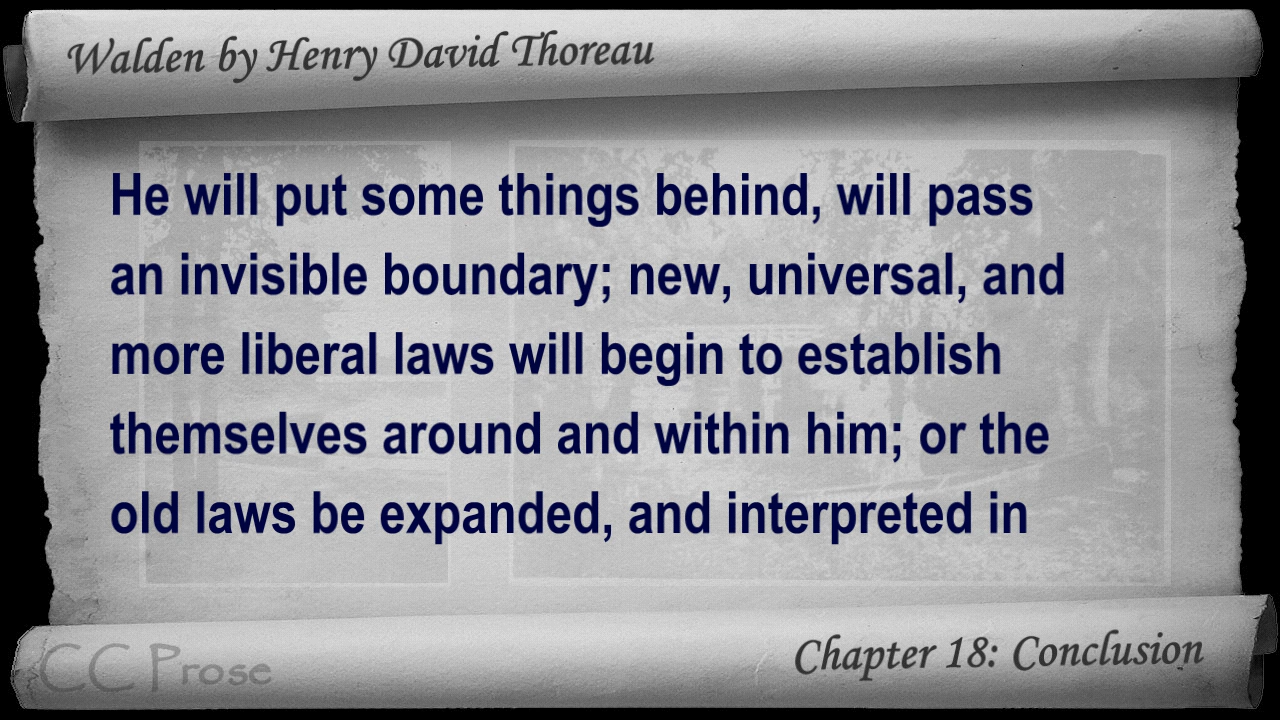 Walden by Henry David Thoreau
He will put some things behind, will pass
an invisible boundary; new, universal, and
more liberal laws will begin to establish
themselves around and within him; or the
old laws be expanded, and interpreted in
CC Prose
Chapter 18: Conclusion